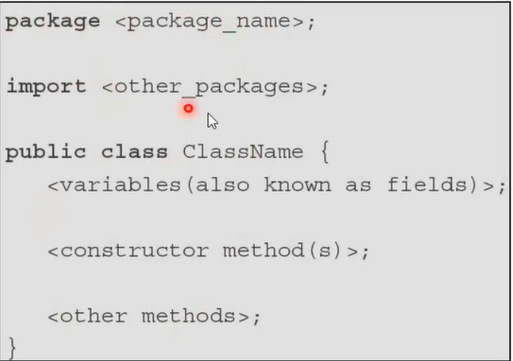 package <package_name>;
import <other_packages>;
public class ClassName {
<variables(also known as fields)>;
<constructor method(s)>;
<other methods>;
}